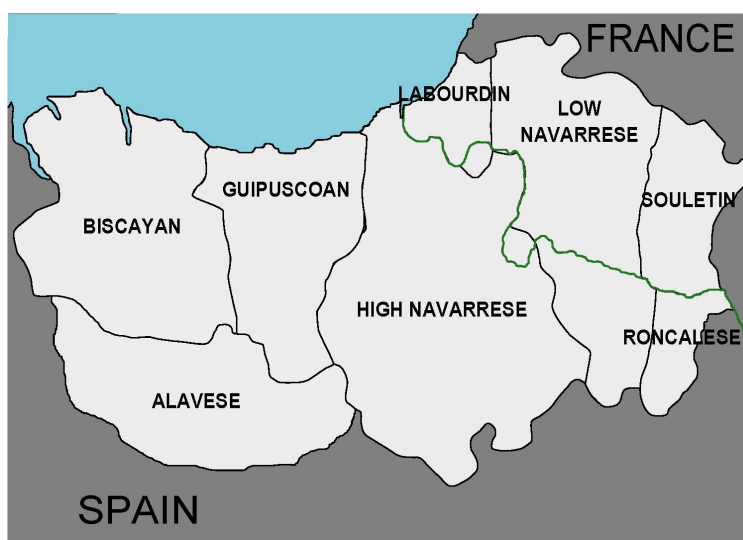 FRANCE
LABOURDIN
LOW
NAVARRESE
GUIPUSCOAN
SOULETIN
BISCAYAN
HIGH NAVARRESE
RONCALESE
ALAVESE
SPAIN